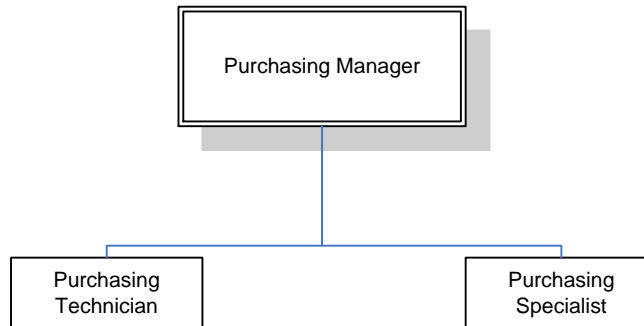 Purchasing Manager
Purchasing
Technician
Purchasing
Specialist